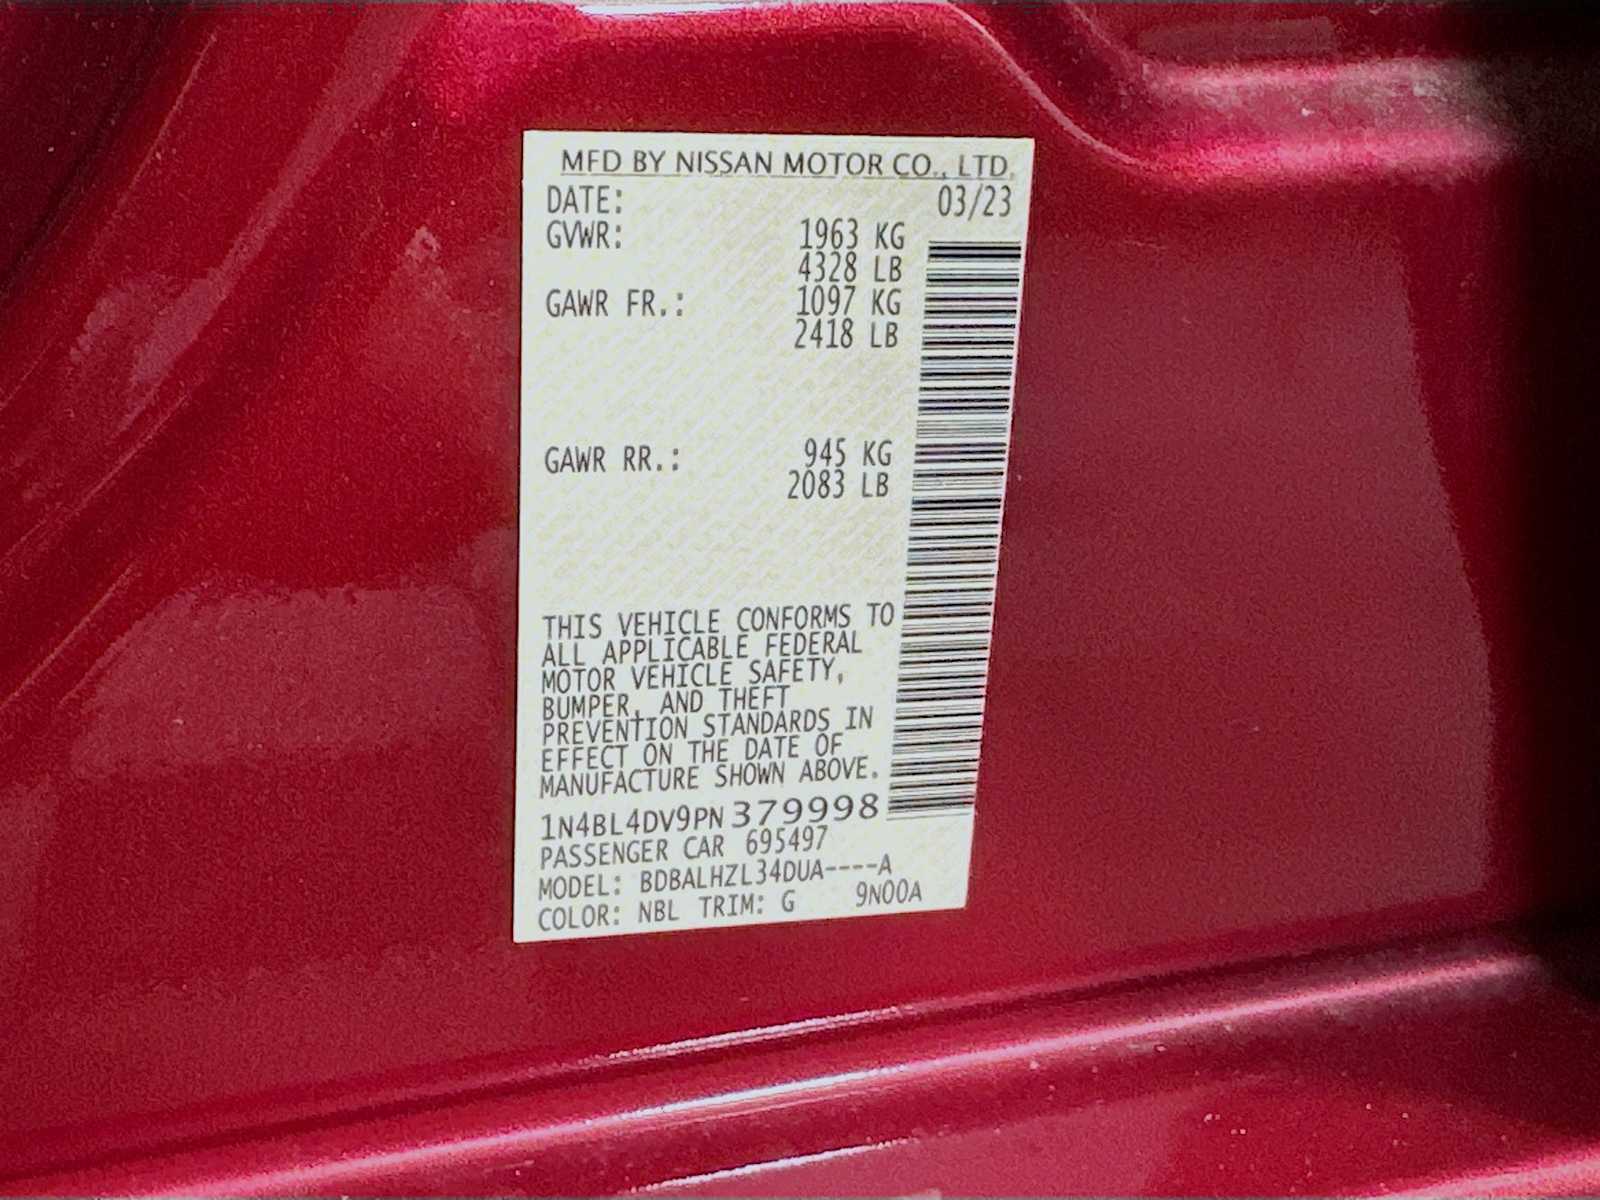 MFD BY NISSAN MOTOR CO., LTD.
DATE: 03/23
GVWR: 1963 KG
4328 LB
GAWR FR.: 1097 KG
2418 LB
GAWR RR.: 945 KG
2083 LB
THIS VEHICLE CONFORMS TO
ALL APPLICABLE FEDERAL
MOTOR VEHICLE SAFETY,
BUMPER, AND THEFT
PREVENTION STANDARDS IN
EFFECT ON THE DATE OF
MANUFACTURE SHOWN ABOVE.
1N4BL4DV9PN379998
PASSENGER CAR 695497
MODEL: BDBALHZL34DUA----A
COLOR: NBL TRIM: G 9N00A